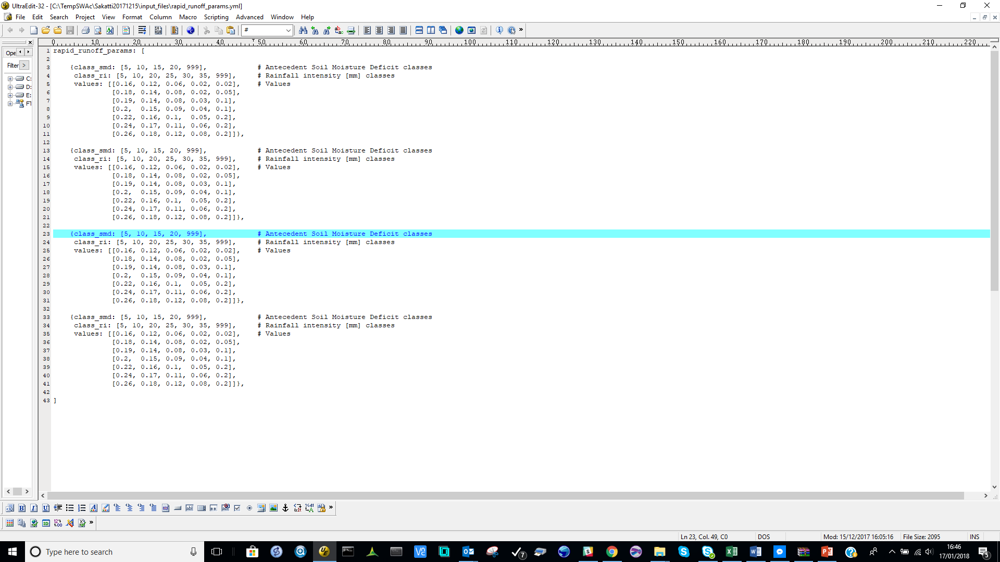 UltraEdit-32 - [C:\TempSWAc\Sakatti20171215\input_files\rapid_runoff_params.yml]
File Edit Search Project View Format Column Macro Scripting Advanced Window Help
#
0 10 20 30 40 50 60 70 80 90 100 110 120 130 140 150 160 170 180 190 200 210 220
Ope
Filter >
C:
D:
E:
FT
1 rapid_runoff_params: [
2
3 {class_smd: [5, 10, 15, 20, 999], # Antecedent Soil Moisture Deficit classes
4 class_ri: [5, 10, 20, 25, 30, 35, 999], # Rainfall intensity [mm] classes
5 values: [[0.16, 0.12, 0.06, 0.02, 0.02], # Values
6 [0.18, 0.14, 0.08, 0.02, 0.05],
7 [0.19, 0.14, 0.08, 0.03, 0.1],
8 [0.2, 0.15, 0.09, 0.04, 0.1],
9 [0.22, 0.16, 0.1, 0.05, 0.2],
10 [0.24, 0.17, 0.11, 0.06, 0.2],
11 [0.26, 0.18, 0.12, 0.08, 0.2]]},
12
13 {class_smd: [5, 10, 15, 20, 999], # Antecedent Soil Moisture Deficit classes
14 class_ri: [5, 10, 20, 25, 30, 35, 999], # Rainfall intensity [mm] classes
15 values: [[0.16, 0.12, 0.06, 0.02, 0.02], # Values
16 [0.18, 0.14, 0.08, 0.02, 0.05],
17 [0.19, 0.14, 0.08, 0.03, 0.1],
18 [0.2, 0.15, 0.09, 0.04, 0.1],
19 [0.22, 0.16, 0.1, 0.05, 0.2],
20 [0.24, 0.17, 0.11, 0.06, 0.2],
21 [0.26, 0.18, 0.12, 0.08, 0.2]]},
22
23 {class_smd: [5, 10, 15, 20, 999], # Antecedent Soil Moisture Deficit classes
24 class_ri: [5, 10, 20, 25, 30, 35, 999], # Rainfall intensity [mm] classes
25 values: [[0.16, 0.12, 0.06, 0.02, 0.02], # Values
26 [0.18, 0.14, 0.08, 0.02, 0.05],
27 [0.19, 0.14, 0.08, 0.03, 0.1],
28 [0.2, 0.15, 0.09, 0.04, 0.1],
29 [0.22, 0.16, 0.1, 0.05, 0.2],
30 [0.24, 0.17, 0.11, 0.06, 0.2],
31 [0.26, 0.18, 0.12, 0.08, 0.2]]},
32
33 {class_smd: [5, 10, 15, 20, 999], # Antecedent Soil Moisture Deficit classes
34 class_ri: [5, 10, 20, 25, 30, 35, 999], # Rainfall intensity [mm] classes
35 values: [[0.16, 0.12, 0.06, 0.02, 0.02], # Values
36 [0.18, 0.14, 0.08, 0.02, 0.05],
37 [0.19, 0.14, 0.08, 0.03, 0.1],
38 [0.2, 0.15, 0.09, 0.04, 0.1],
39 [0.22, 0.16, 0.1, 0.05, 0.2],
40 [0.24, 0.17, 0.11, 0.06, 0.2],
41 [0.26, 0.18, 0.12, 0.08, 0.2]]},
42
43 ]
Ln 23, Col. 49, C0 DOS Mod: 15/12/2017 16:05:16 File Size: 2095 INS
Type here to search
16:46
17/01/2018